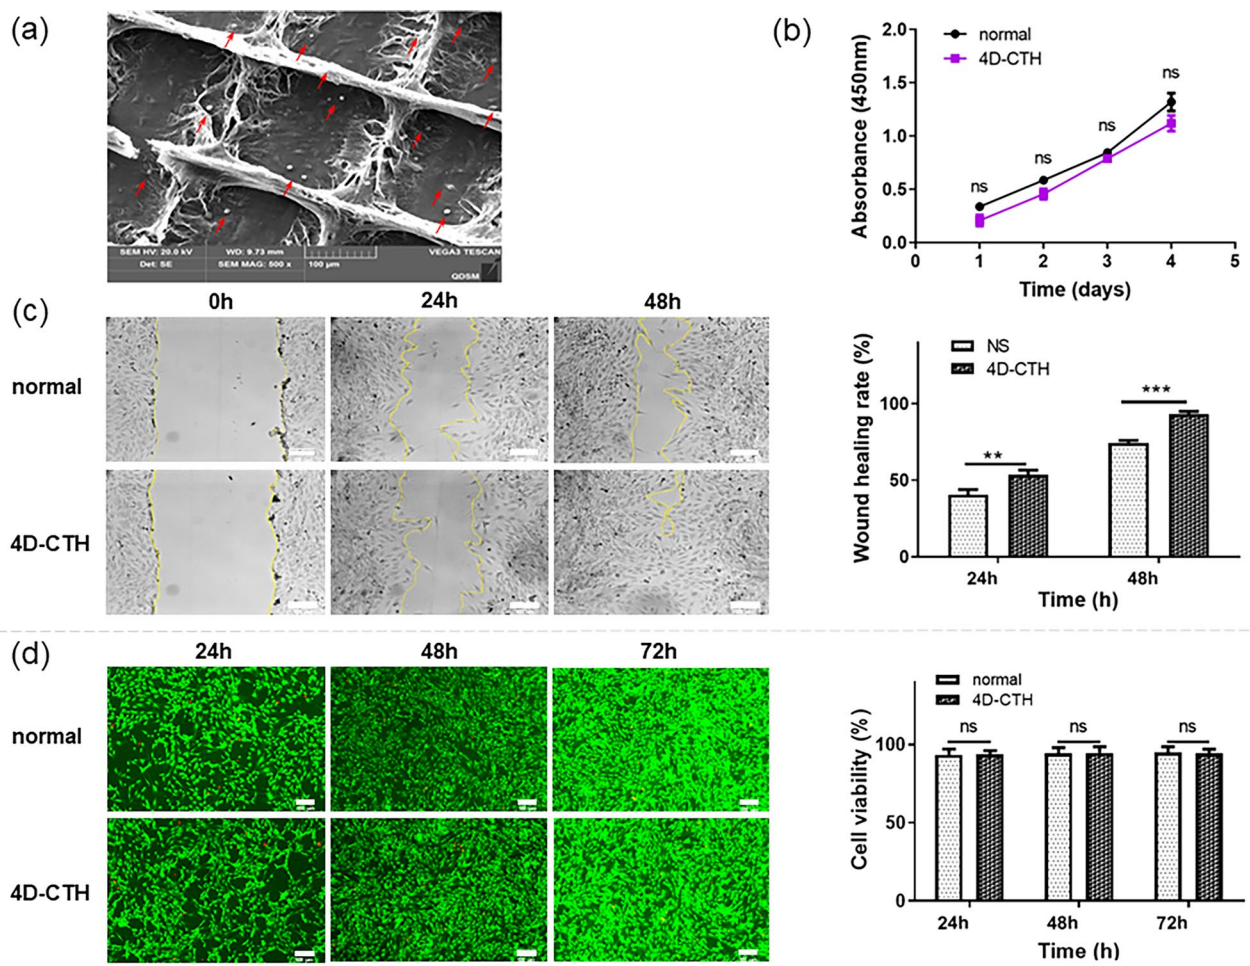 (a)
SEM HV: 20.0 kV WD: 9.73 mm VEGA3 TESCAN
Det: SE SEM MAG: 500 x 100 μm
QDSM
(b)
normal
4D-CTH
Absorbance (450nm)
2.0
1.5
1.0
0.5
0.0
ns
ns
ns
ns
0 1 2 3 4 5
Time (days)
(c)
0h 24h 48h
normal
4D-CTH
NS
4D-CTH
Wound healing rate (%)
100
50
0
**
***
24h 48h
Time (h)
(d)
24h 48h 72h
normal
4D-CTH
normal
4D-CTH
Cell viability (%)
100
50
0
ns ns ns
24h 48h 72h
Time (h)